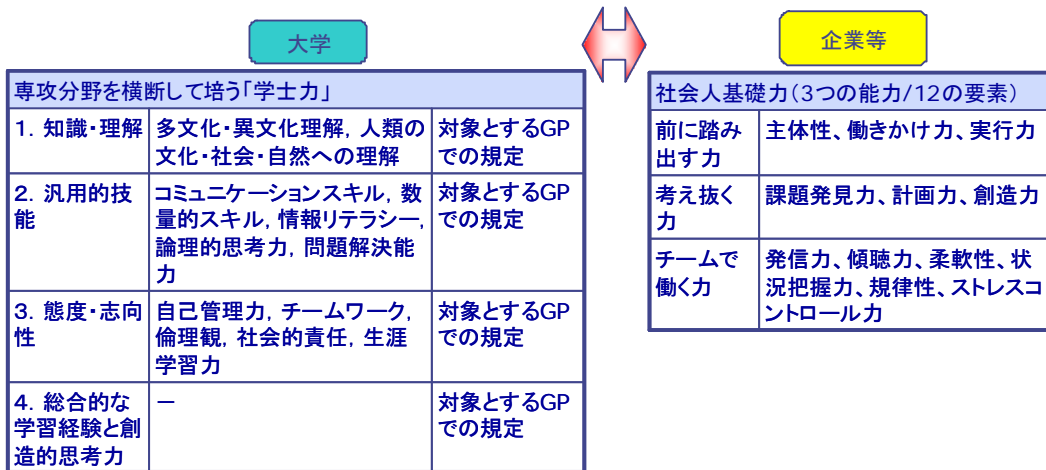 大学
企業等
専攻分野を横断して培う「学士力」
1. 知識・理解
多文化・異文化理解, 人類の
文化・社会・自然への理解
対象とするGP
での規定
2. 汎用的技
能
コミュニケーションスキル, 数
量的スキル, 情報リテラシー,
論理的思考力, 問題解決能
力
対象とするGP
での規定
3. 態度・志向
性
自己管理力, チームワーク,
倫理観, 社会的責任, 生涯
学習力
対象とするGP
での規定
4. 総合的な
学習経験と創
造的思考力
－
対象とするGP
での規定
社会人基礎力(3つの能力/12の要素)
前に踏み
出す力
主体性、働きかけ力、実行力
考え抜く
力
課題発見力、計画力、創造力
チームで
働く力
発信力、傾聴力、柔軟性、状
況把握力、規律性、ストレスコ
ントロール力